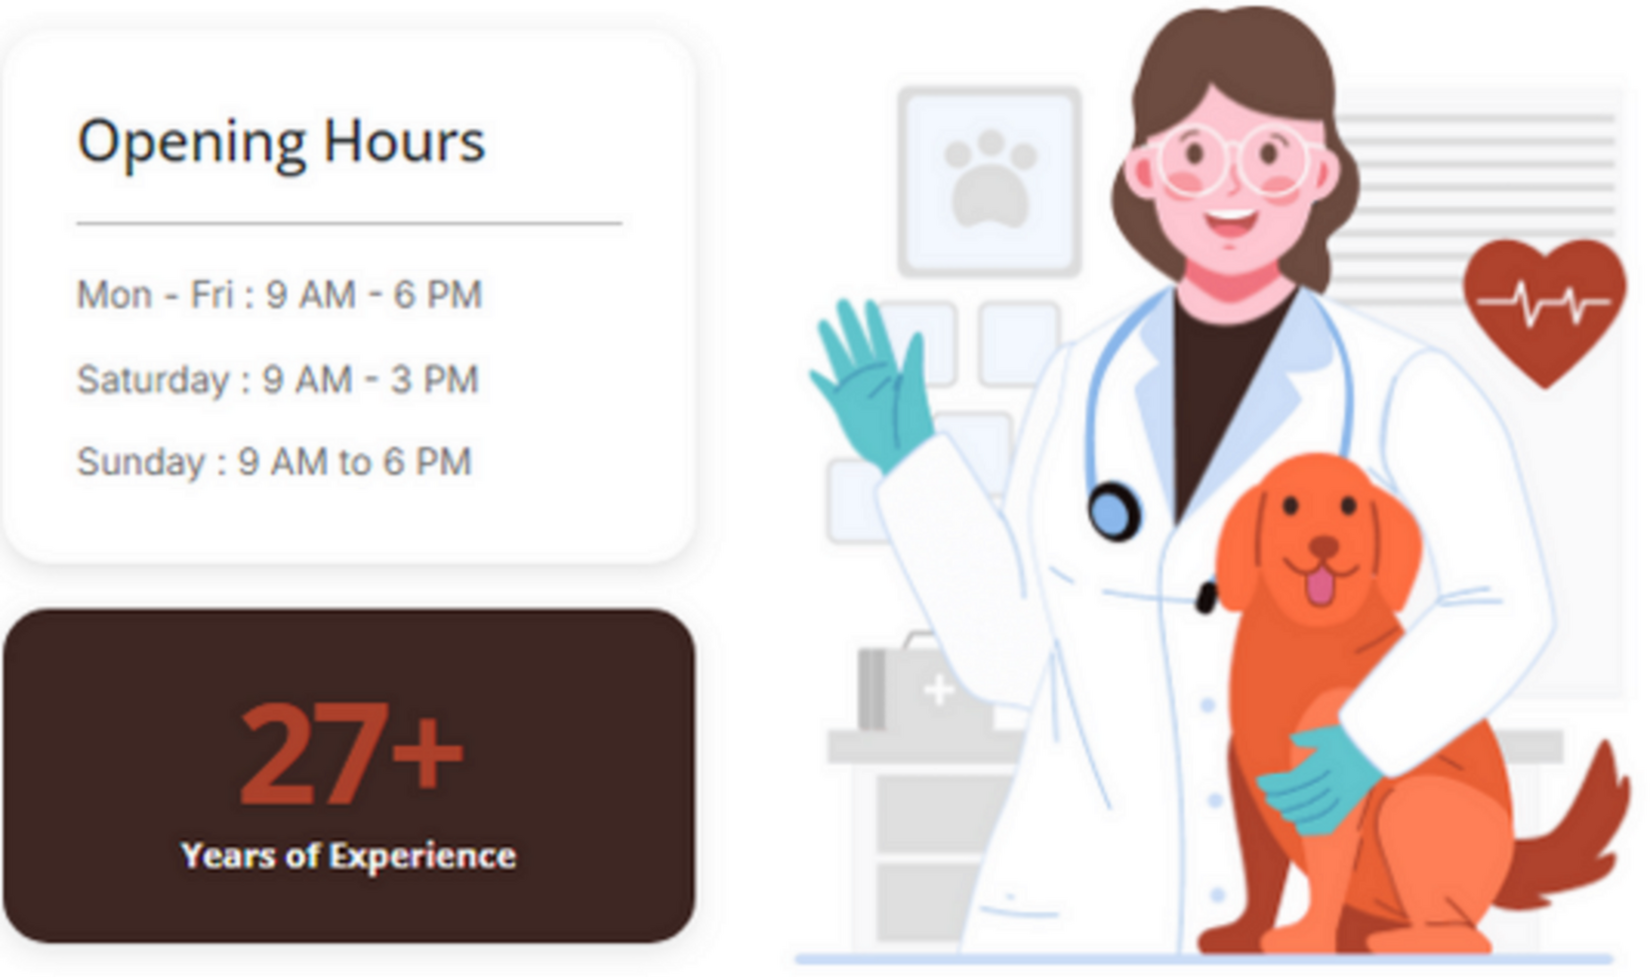 Opening Hours
Mon - Fri : 9 AM - 6 PM
Saturday : 9 AM - 3 PM
Sunday : 9 AM to 6 PM
27+
Years of Experience